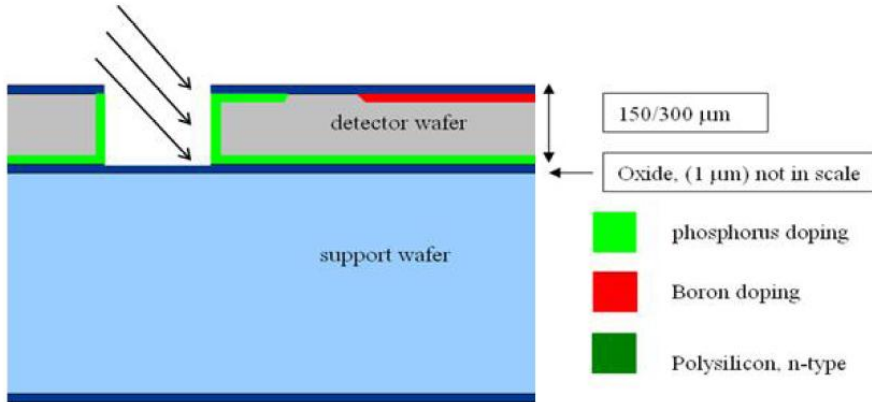 detector wafer
150/300 μm
Oxide, (1 μm) not in scale
phosphorus doping
support wafer
Boron doping
Polysilicon, n-type